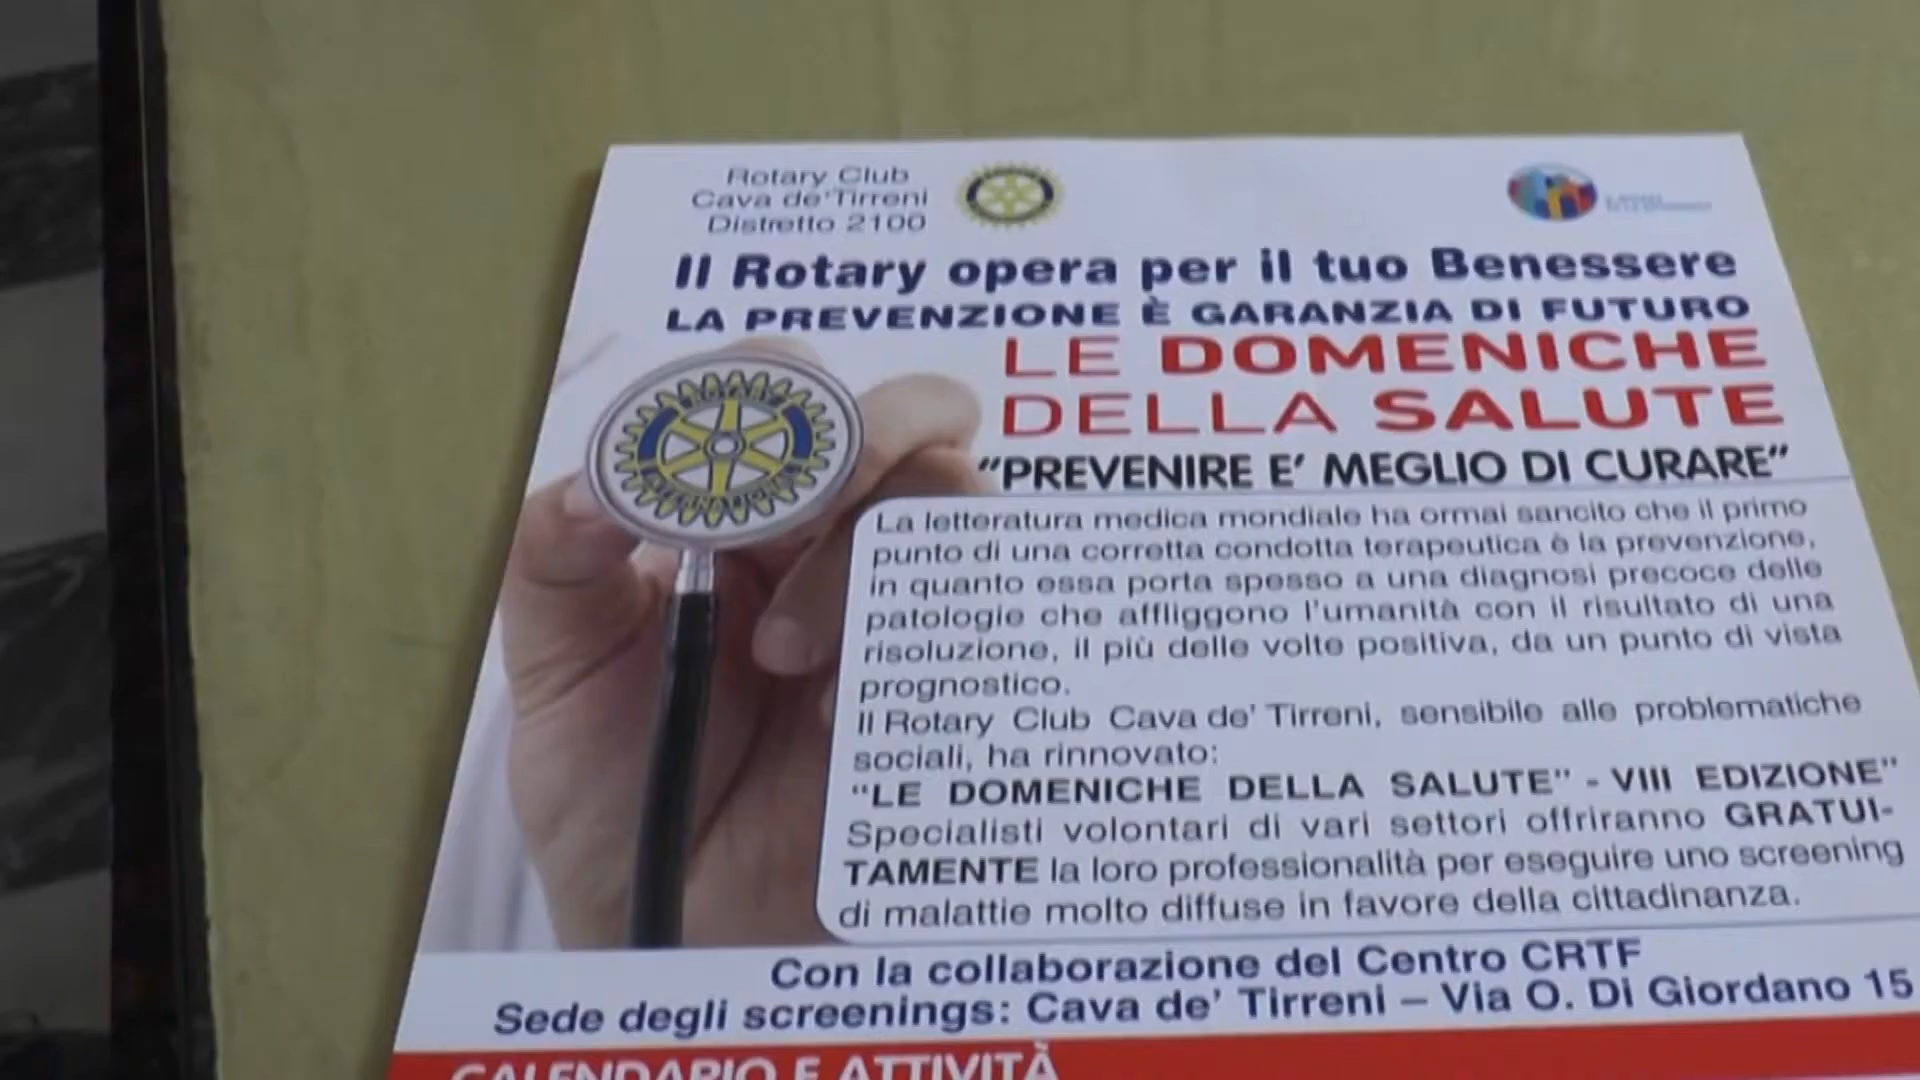 Rotary Club
Cava de' Tirreni
Distretto 2100
Il Rotary opera per il tuo Benessere
LA PREVENZIONE È GARANZIA DI FUTURO
LE DOMENICHE
DELLA SALUTE
"PREVENIRE E' MEGLIO DI CURARE"
ROTARY
INTERNATIONAL
La letteratura medica mondiale ha ormai sancito che il primo
punto di una corretta condotta terapeutica è la prevenzione,
in quanto essa porta spesso a una diagnosi precoce delle
patologie che affliggono l'umanità con il risultato di una
risoluzione, il più delle volte positiva, da un punto di vista
prognostico.
Il Rotary Club Cava de' Tirreni, sensibile alle problematiche
sociali, ha rinnovato:
"LE DOMENICHE DELLA SALUTE" - VIII EDIZIONE"
Specialisti volontari di vari settori offriranno GRATUI-
TAMENTE la loro professionalità per eseguire uno screening
di malattie molto diffuse in favore della cittadinanza.
Con la collaborazione del Centro CRTF
Sede degli screenings: Cava de' Tirreni – Via O. Di Giordano 15
CALENDARIO E ATTIVITÀ